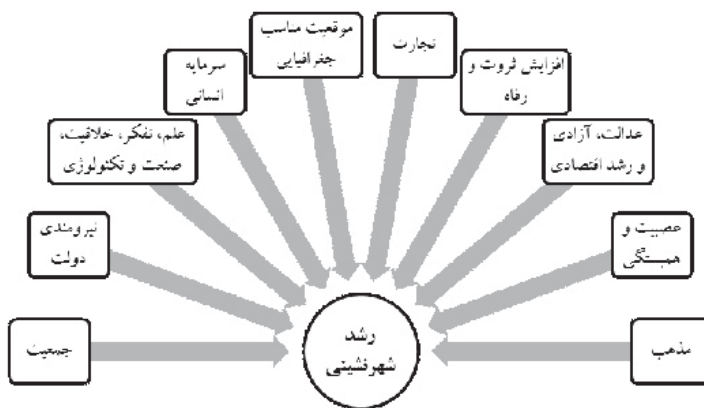 موقعیت مناسب
جغرافیایی
تجارت
سرمایه
انسانی
افزایش ثروت و
رفاه
علم، تفکر، خلاقیت،
صنعت و تکنولوژی
عدالت، آزادی
و رشد اقتصادی
نیرومندی
دولت
عصبیت و
همبستگی
جمعیت
رشد
شهرنشینی
مذهب